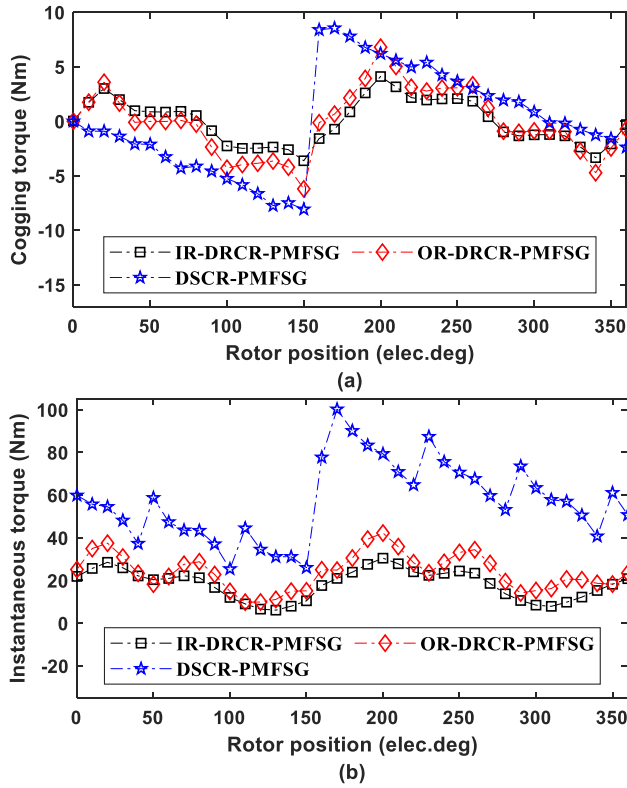 10
5
0
-5
-10
-15
Cogging torque (Nm)
IR-DRCR-PMFSG
OR-DRCR-PMFSG
DSCR-PMFSG
0
50
100
150
200
250
300
350
Rotor position (elec.deg)
(a)
100
80
60
40
20
0
-20
Instantaneous torque (Nm)
IR-DRCR-PMFSG
OR-DRCR-PMFSG
DSCR-PMFSG
0
50
100
150
200
250
300
350
Rotor position (elec.deg)
(b)